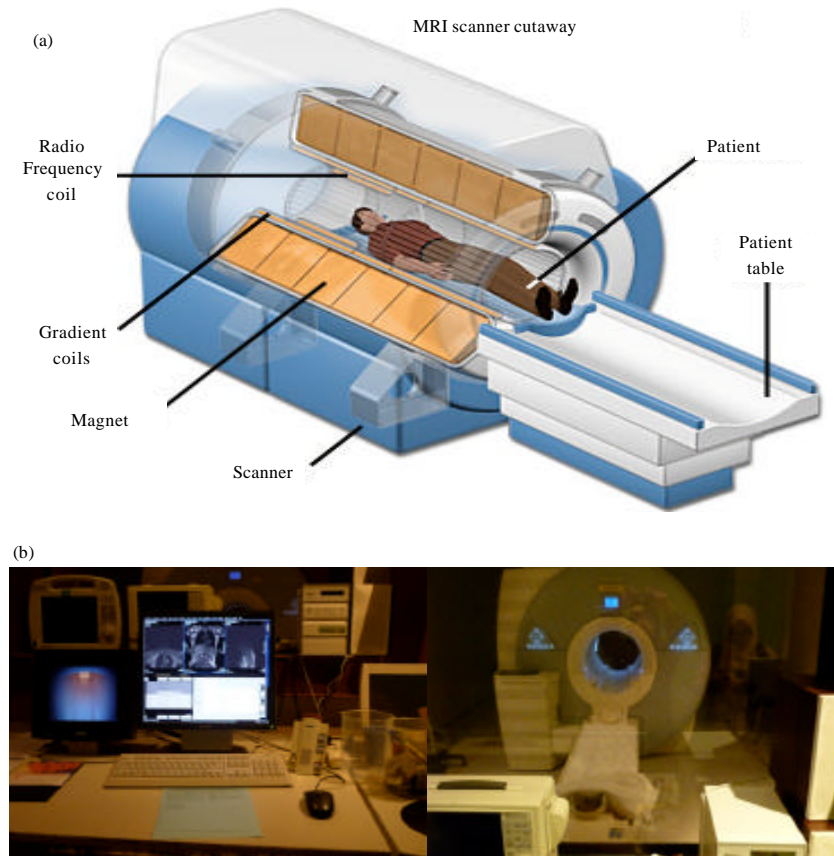 (a)
MRI scanner cutaway
Radio
Frequency
coil
Patient
Patient
table
Gradient
coils
Magnet
Scanner
(b)